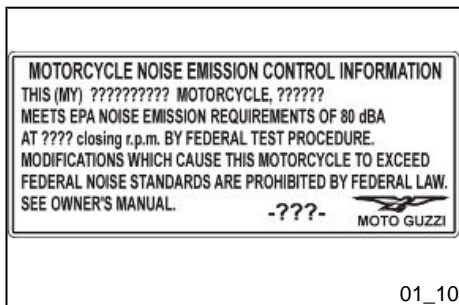 MOTORCYCLE NOISE EMISSION CONTROL INFORMATION
THIS (MY) ?????????? MOTORCYCLE, ??????
MEETS EPA NOISE EMISSION REQUIREMENTS OF 80 dBA
AT ???? closing r.p.m. BY FEDERAL TEST PROCEDURE.
MODIFICATIONS WHICH CAUSE THIS MOTORCYCLE TO EXCEED
FEDERAL NOISE STANDARDS ARE PROHIBITED BY FEDERAL LAW.
SEE OWNER'S MANUAL.
-???-
MOTO GUZZI
01_10